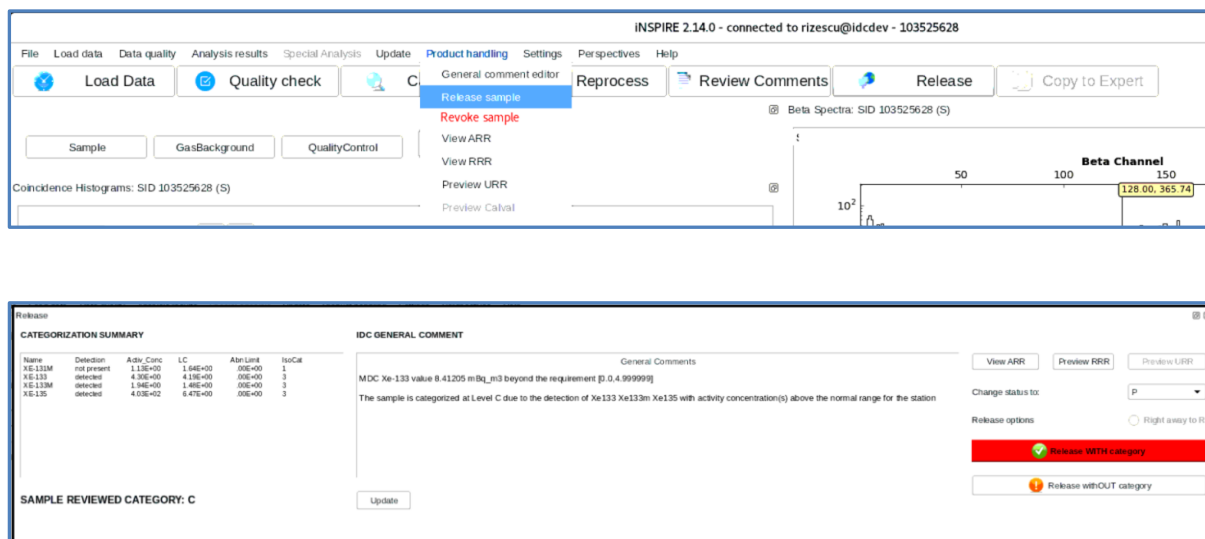 iNSPIRE 2.14.0 - connected to rizescu@idcdev - 103525628
File Load data Data quality Analysis results Special Analysis Update Product handling Settings Perspectives Help
Load Data Quality check C Reprocess Review Comments Release Copy to Expert
General comment editor
Release sample
Revoke sample
View ARR
View RRR
Preview URR
Preview Calval
Beta Spectra: SID 103525628 (S)
Sample GasBackground QualityControl
Coincidence Histograms: SID 103525628 (S)
Beta Channel
50 100 150
128.00, 365.74
10²
Release
CATEGORIZATION SUMMARY
Name Detection Activ_Conc LC Abn Limit IsoCat
XE-131M not present 1.13E+00 1.64E+00 .00E+00 1
XE-133 detected 4.30E+00 4.19E+00 .00E+00 3
XE-133M detected 1.94E+00 1.48E+00 .00E+00 3
XE-135 detected 4.03E+02 6.47E+00 .00E+00 3
SAMPLE REVIEWED CATEGORY: C
IDC GENERAL COMMENT
General Comments
MDC Xe-133 value 8.41205 mBq_m3 beyond the requirement [0.0,4.999999]
The sample is categorized at Level C due to the detection of Xe133 Xe133m Xe135 with activity concentration(s) above the normal range for the station
Update
View ARR Preview RRR Preview URR
Change status to: P
Release options Right away to R
Release WITH category
Release withOUT category